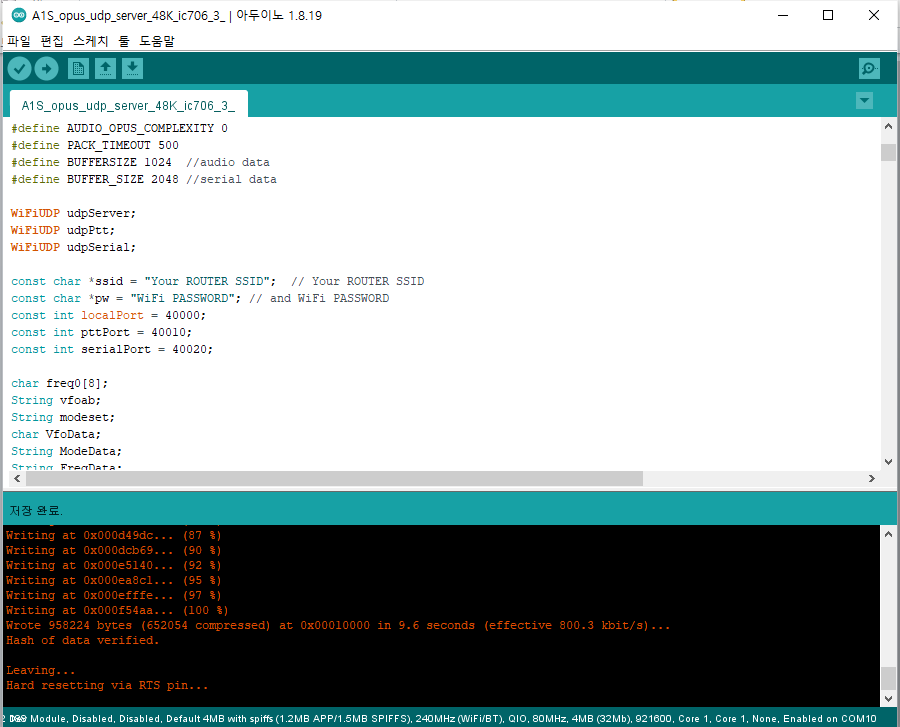 A1S_opus_udp_server_48K_ic706_3_ | 아두이노 1.8.19
파일 편집 스케치 툴 도움말
A1S_opus_udp_server_48K_ic706_3_
#define AUDIO_OPUS_COMPLEXITY 0
#define PACK_TIMEOUT 500
#define BUFFERSIZE 1024 //audio data
#define BUFFER_SIZE 2048 //serial data
WiFiUDP udpServer;
WiFiUDP udpPtt;
WiFiUDP udpSerial;
const char *ssid = "Your ROUTER SSID"; // Your ROUTER SSID
const char *pw = "WiFi PASSWORD"; // and WiFi PASSWORD
const int localPort = 40000;
const int pttPort = 40010;
const int serialPort = 40020;
char freq0[8];
String vfoab;
String modeset;
char VfoData;
String ModeData;
String FreqData;
저장 완료.
Writing at 0x000d49dc... (87 %)
Writing at 0x000dcb69... (90 %)
Writing at 0x000e5140... (92 %)
Writing at 0x000ea8c1... (95 %)
Writing at 0x000efffe... (97 %)
Writing at 0x000f54aa... (100 %)
Wrote 958224 bytes (652054 compressed) at 0x00010000 in 9.6 seconds (effective 800.3 kbit/s)...
Hash of data verified.
Leaving...
Hard resetting via RTS pin...
Module, Disabled, Disabled, Default 4MB with spiffs (1.2MB APP/1.5MB SPIFFS), 240MHz (WiFi/BT), QIO, 80MHz, 4MB (32Mb), 921600, Core 1, Core 1, None, Enabled on COM10